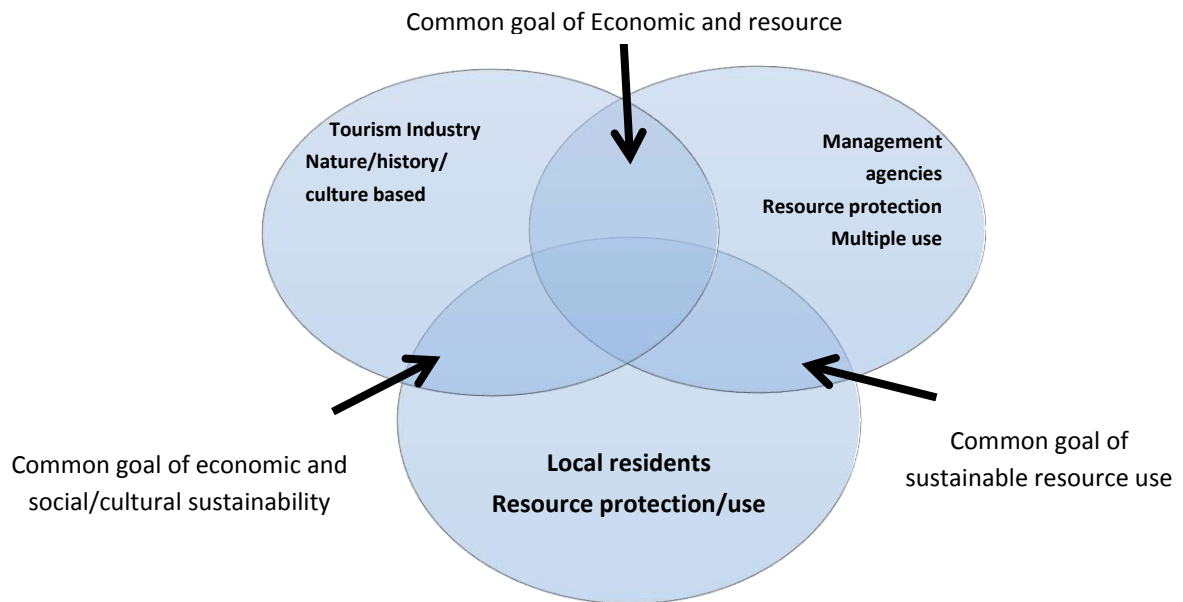 Common goal of Economic and resource
Tourism Industry
Nature/history/
culture based
Management
agencies
Resource protection
Multiple use
Common goal of economic and
social/cultural sustainability
Local residents
Resource protection/use
Common goal of
sustainable resource use